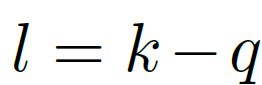 l = k − q